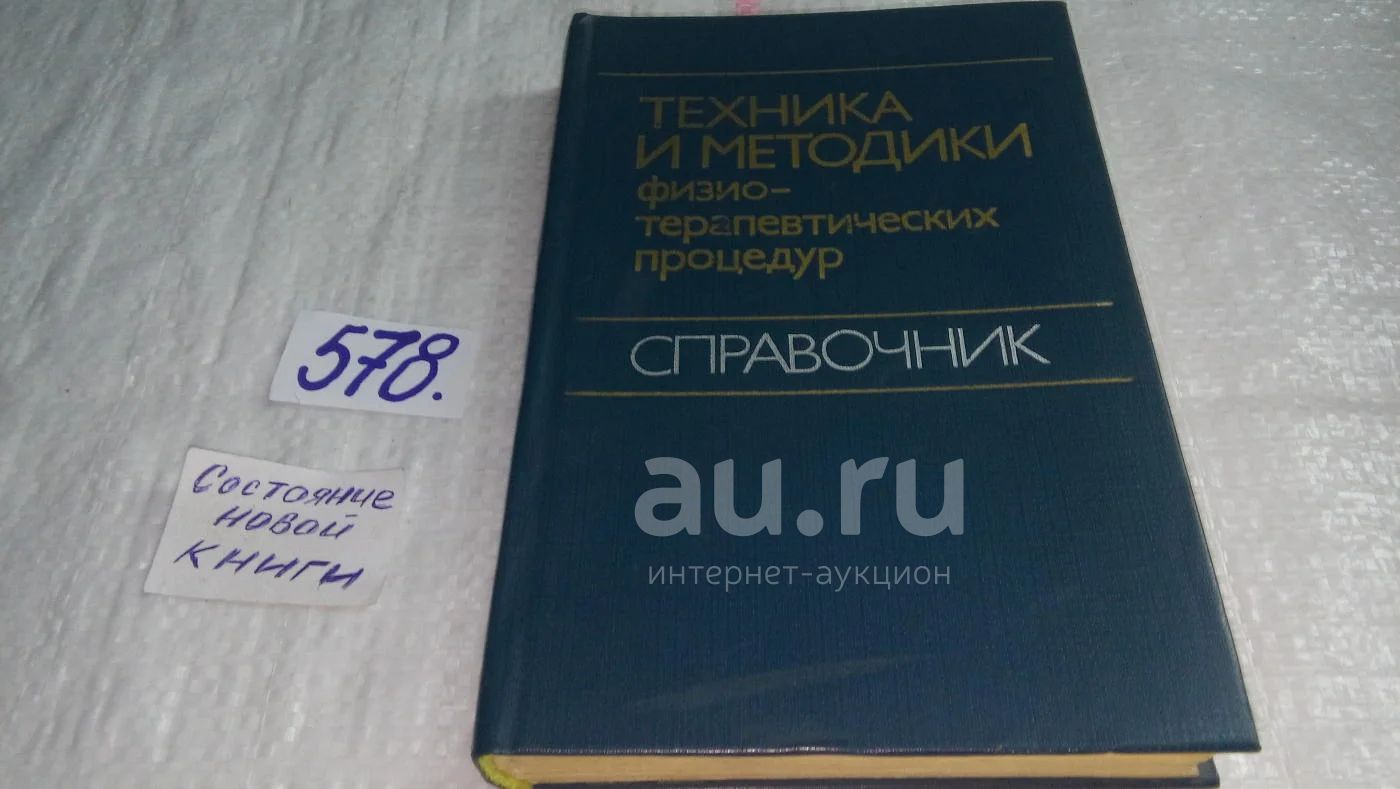 ТЕХНИКА
И МЕТОДИКИ
физио-
терапевтических
процедур
СПРАВОЧНИК
578.
Состояние
новой
книги
au.ru
интернет-аукцион